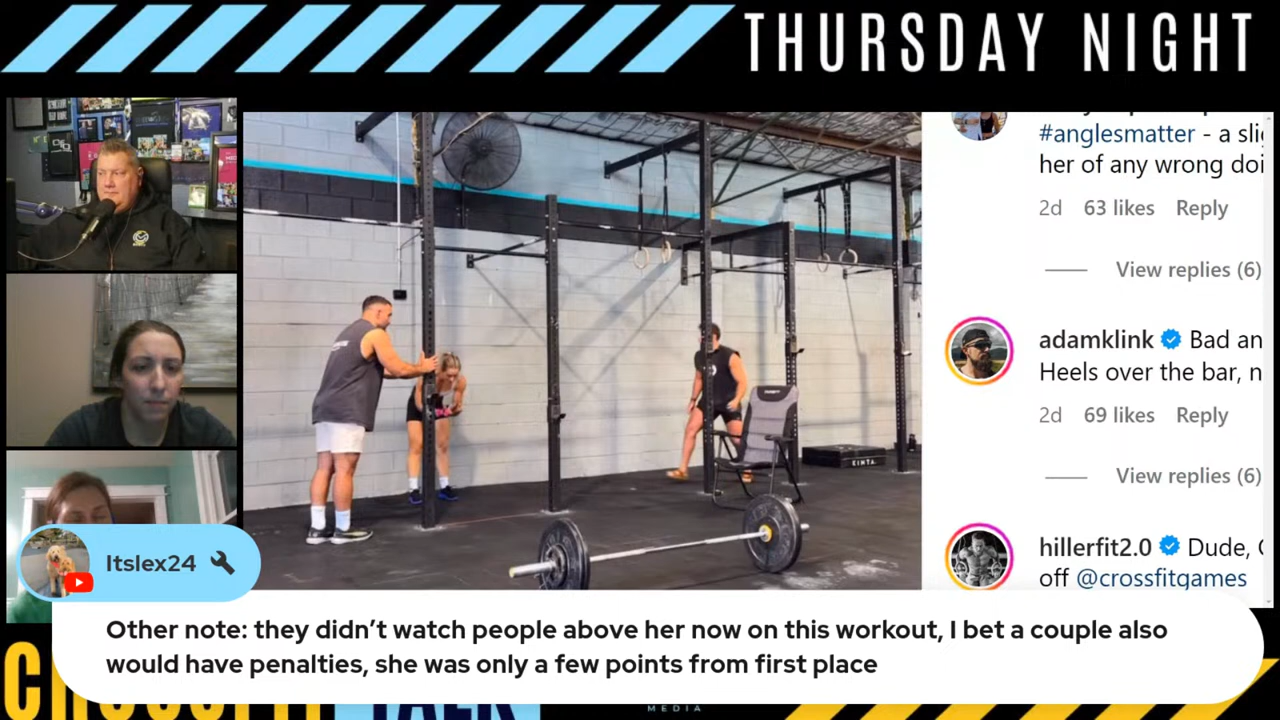 THURSDAY NIGHT
#anglesmatter - a sli
her of any wrong doi
2d 63 likes Reply
View replies (6)
adamklink Bad an
Heels over the bar, n
2d 69 likes Reply
View replies (6)
hillerfit2.0 Dude,
off @crossfitgames
Itslex24
Other note: they didn't watch people above her now on this workout, I bet a couple also
would have penalties, she was only a few points from first place
MEDIA